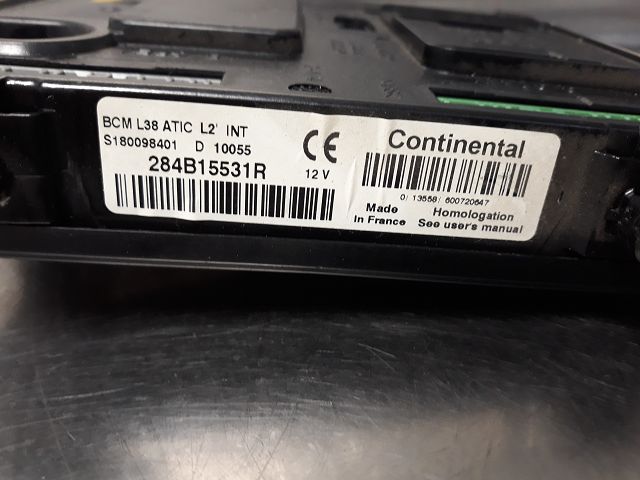 BCM L38 ATIC L2' INT
S180098401 D 10055
284B15531R
12 V
CE
Continental
0/ 13558/ 600720647
Made
In France
Homologation
See user's manual